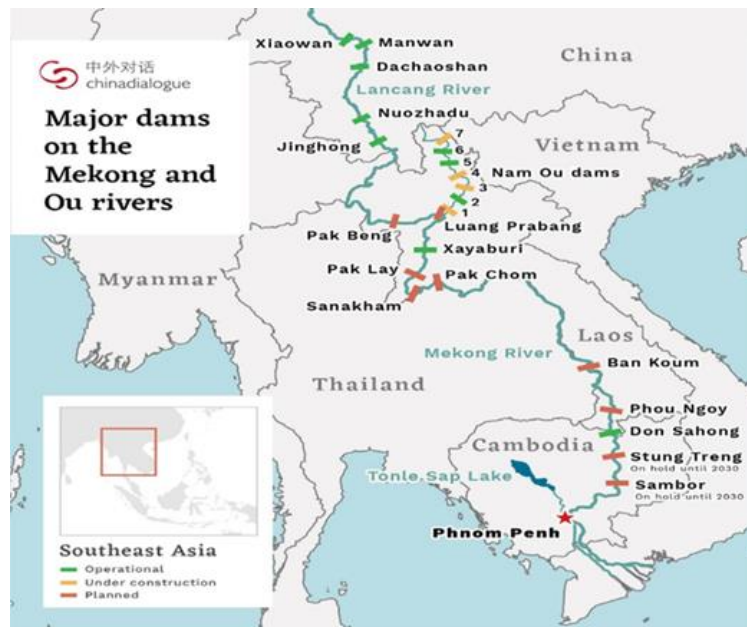 中外对话
chinadialogue
Major dams
on the
Mekong and
Ou rivers
Xiaowan
Manwan
Dachaoshan
China
Lancang River
Nuozhadu
Jinghong
7
6
5
4
3
2
1
Vietnam
Nam Ou dams
Luang Prabang
Pak Beng
Xayaburi
Myanmar
Pak Lay
Pak Chom
Sanakham
Laos
Mekong River
Ban Koum
Thailand
Phou Ngoy
Don Sahong
Cambodia
Stung Treng
On hold until 2030
Tonle Sap Lake
Sambor
On hold until 2030
Phnom Penh
Southeast Asia
Operational
Under construction
Planned